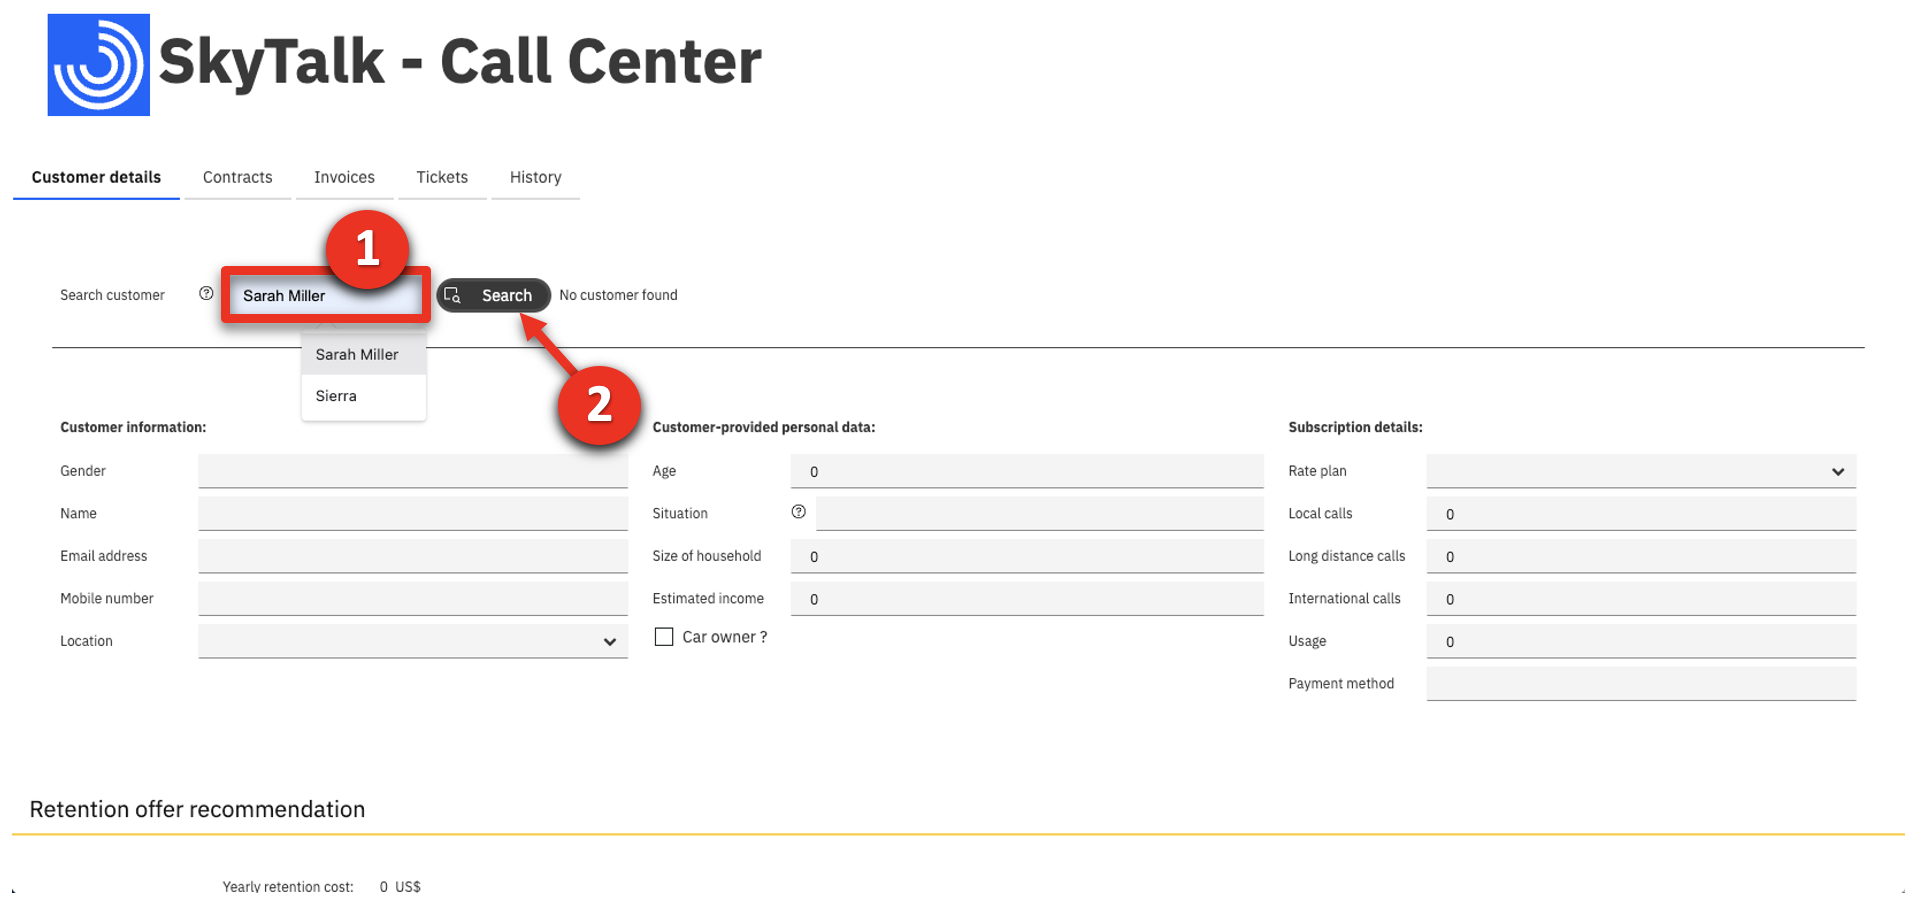 SkyTalk - Call Center
Customer details Contracts Invoices Tickets History
1
Search customer ? Sarah Miller Search No customer found
Sarah Miller
Sierra
2
Customer information: Customer-provided personal data: Subscription details:
Gender Age 0 Rate plan
Name Situation ? Local calls 0
Email address Size of household 0 Long distance calls 0
Mobile number Estimated income 0 International calls 0
Location Car owner ? Usage 0
Payment method
Retention offer recommendation
Yearly retention cost: 0 US$